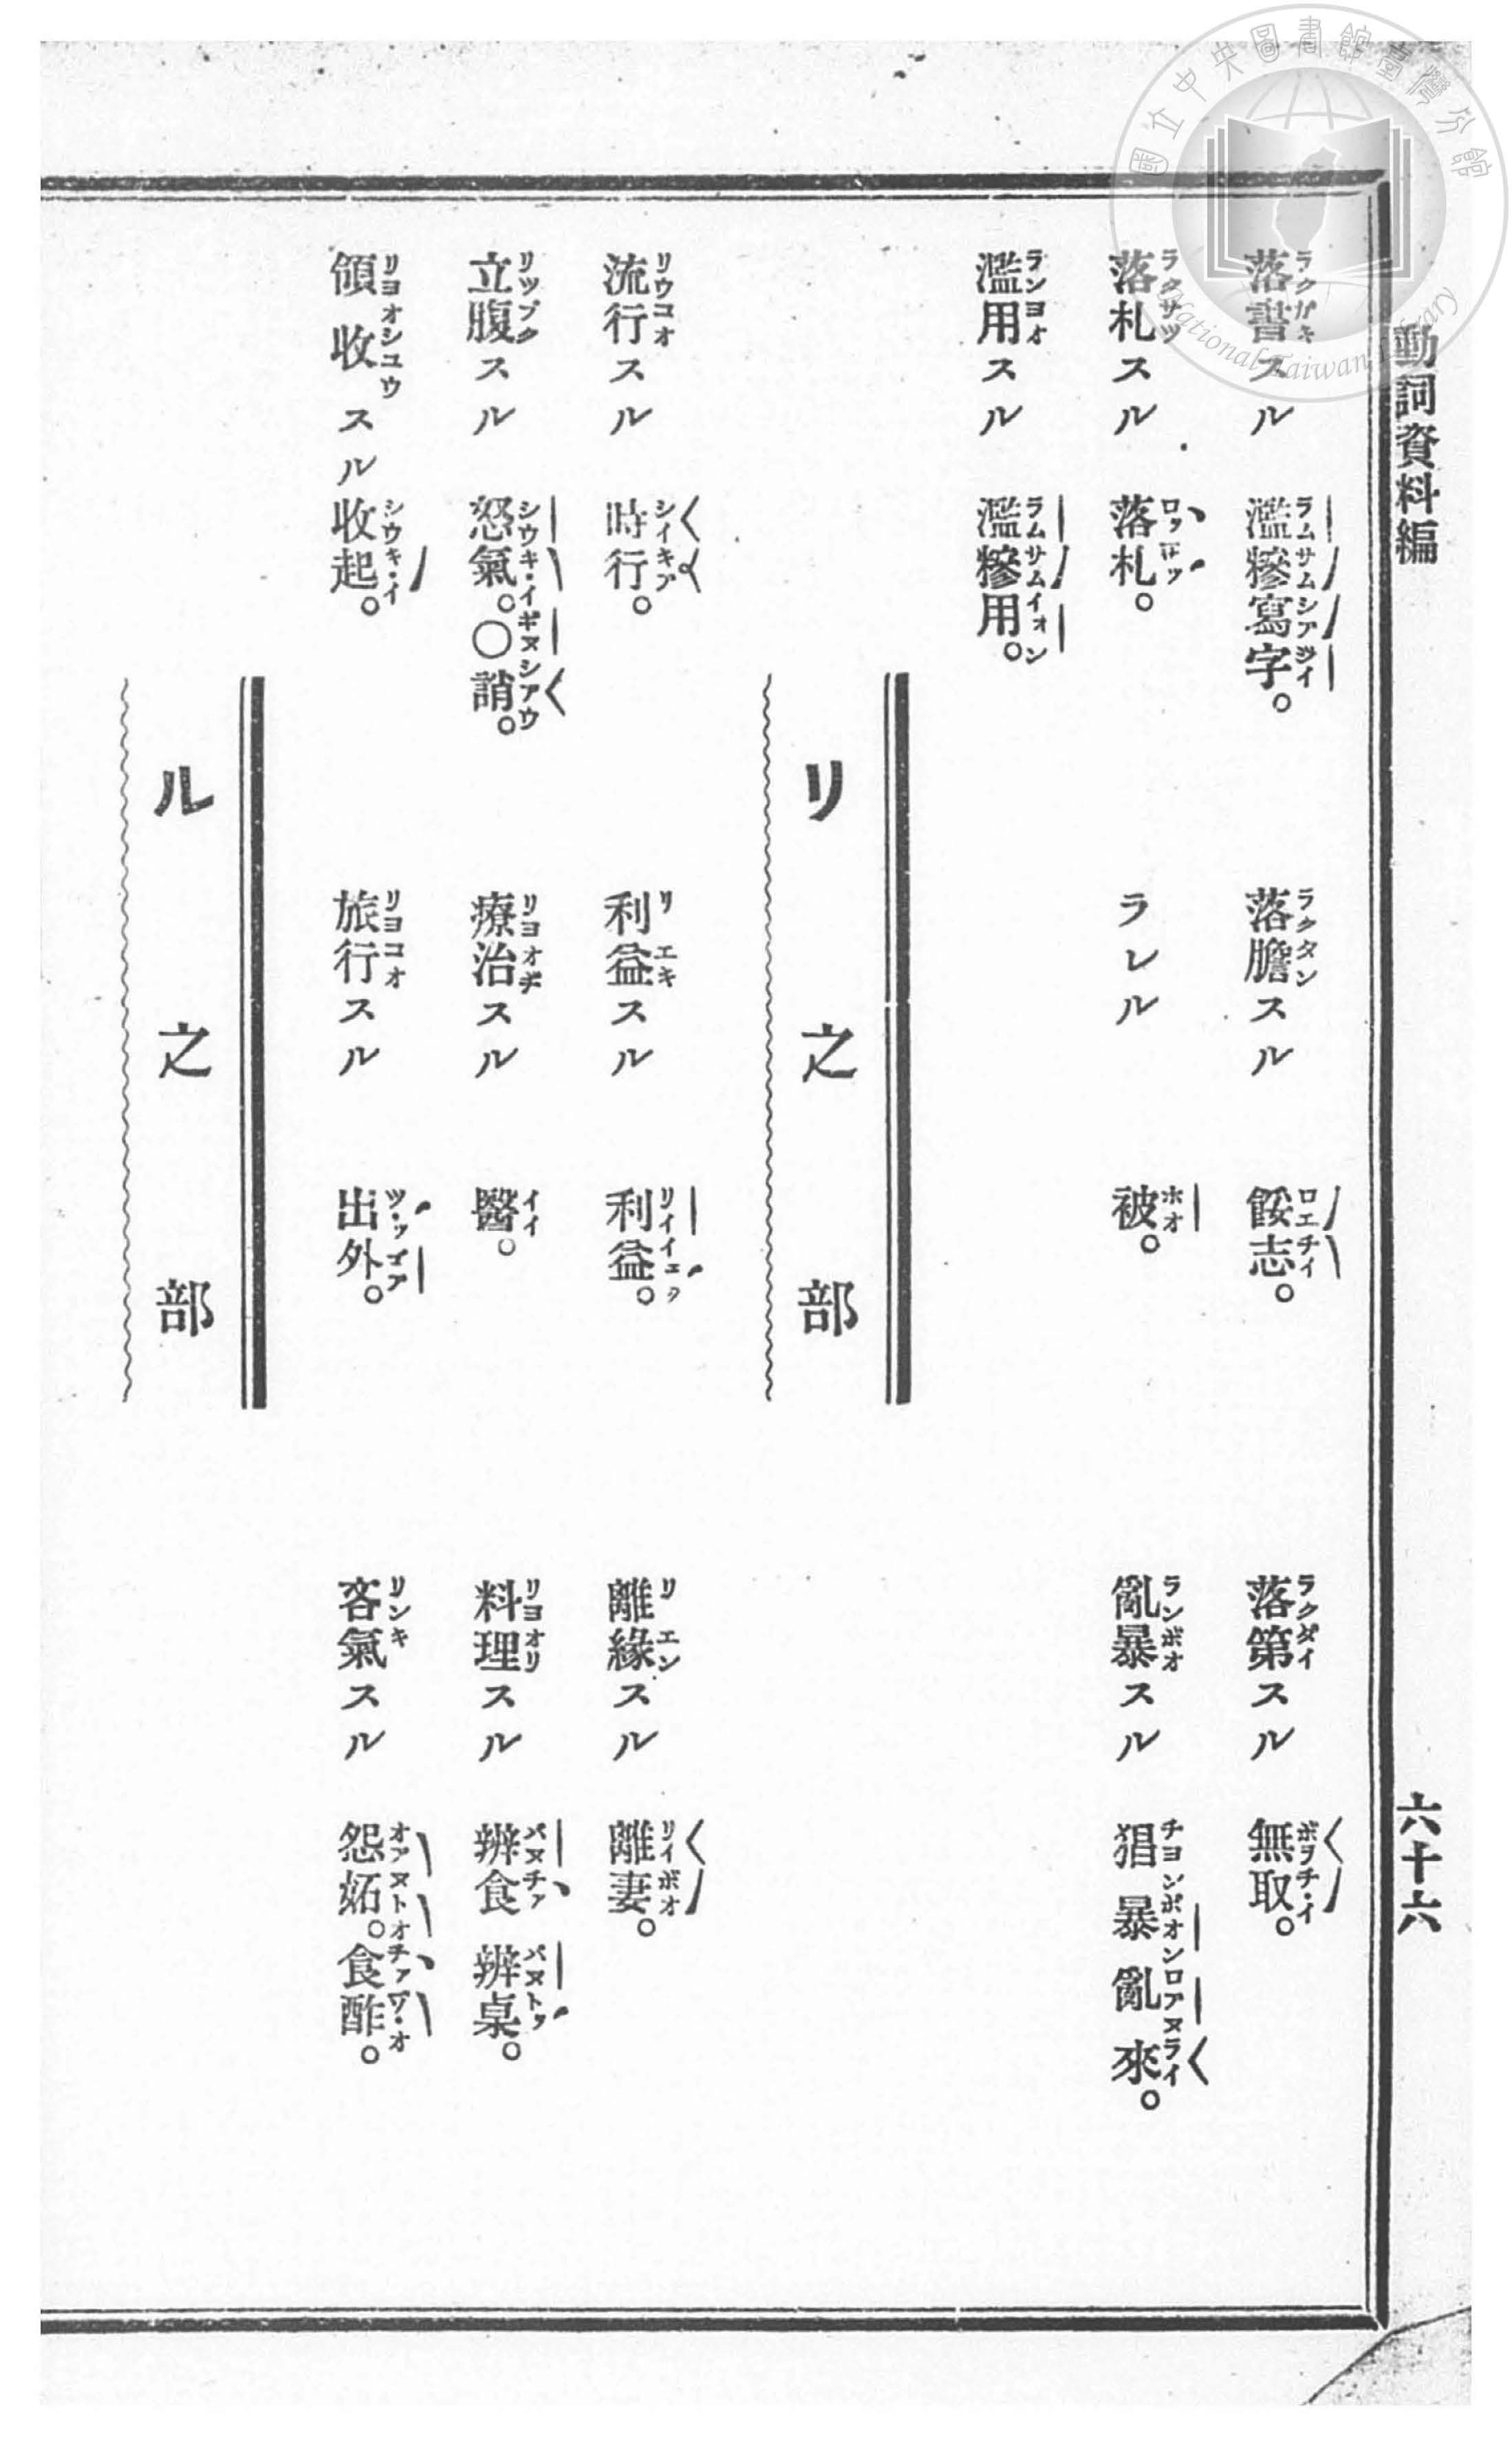 動詞資料編
六十六
落書スル 濫糝寫字。 落膽スル 餒志。 落第スル 無取。
落札スル 落札。 ラレル 被。 亂暴スル 猖暴亂來。
濫用スル 濫糝用。
リ之部
流行スル 時行。 利益スル 利益。 離緣スル 離妻。
立腹スル 怒氣。〇誚。 療治スル 醫。 料理スル 辨食 辨桌。
領收スル 收起。 旅行スル 出外。 吝氣スル 怨妬。食酢。
ル之部
國立中央圖書館臺灣分館
National Taiwan Library